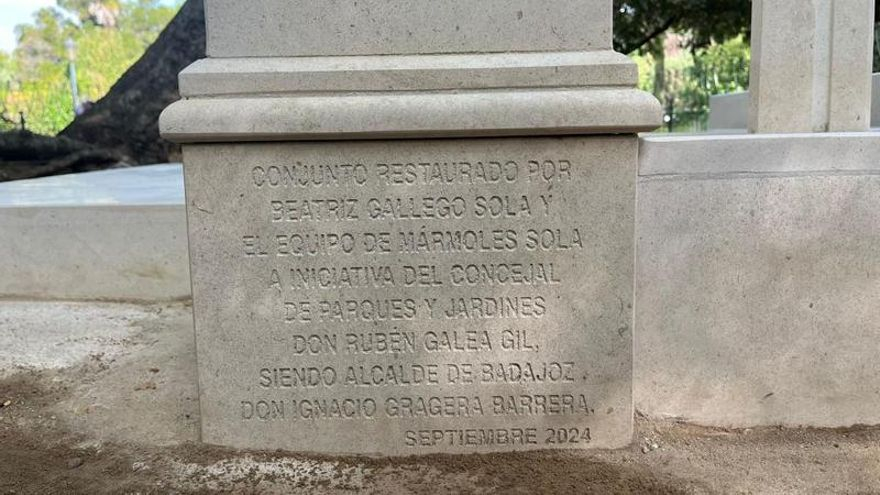 CONJUNTO RESTAURADO POR
BEATRIZ GALLEGO SOLA Y
EL EQUIPO DE MÁRMOLES SOLA
A INICIATIVA DEL CONCEJAL
DE PARQUES Y JARDINES
DON RUBÉN GALEA GIL,
SIENDO ALCALDE DE BADAJOZ
DON IGNACIO GRAGERA BARRERA.
SEPTIEMBRE 2024